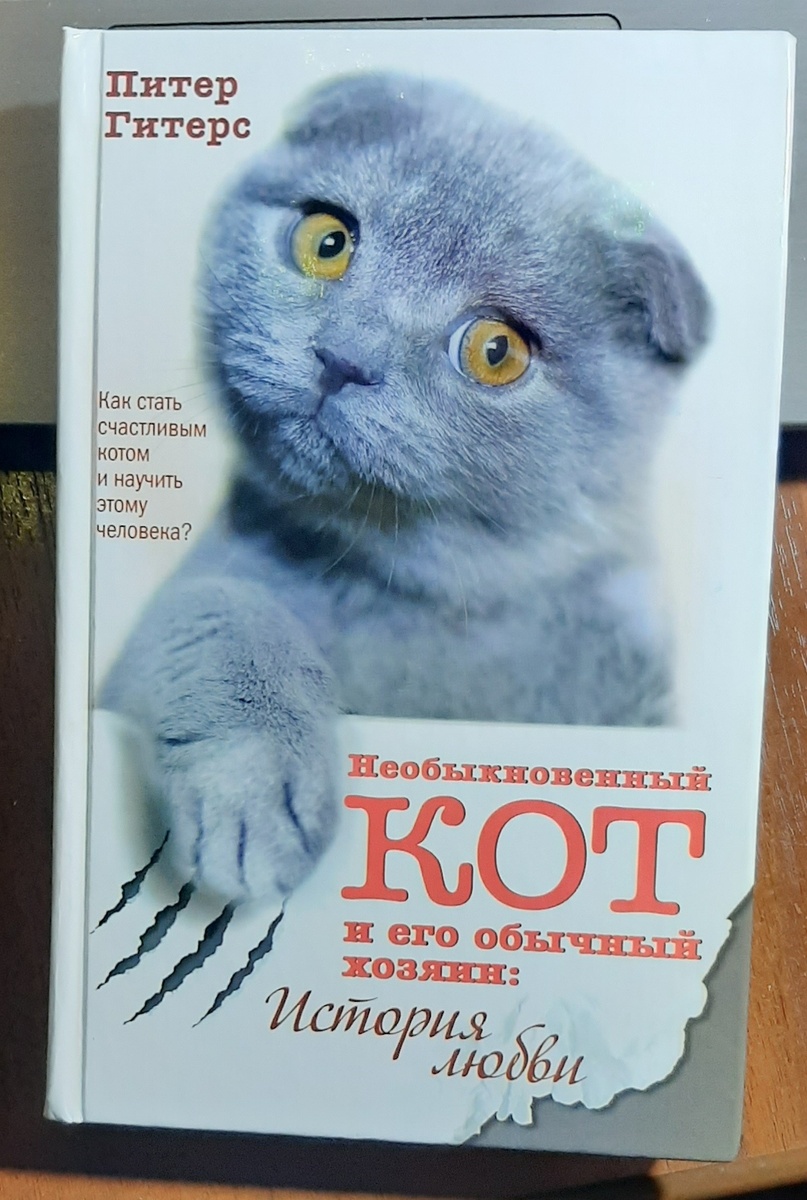 Питер
Гитерс
Как стать
счастливым
котом
и научить
этому
человека?
Необыкновенный
КОТ
и его обычный
хозяин:
История
любви